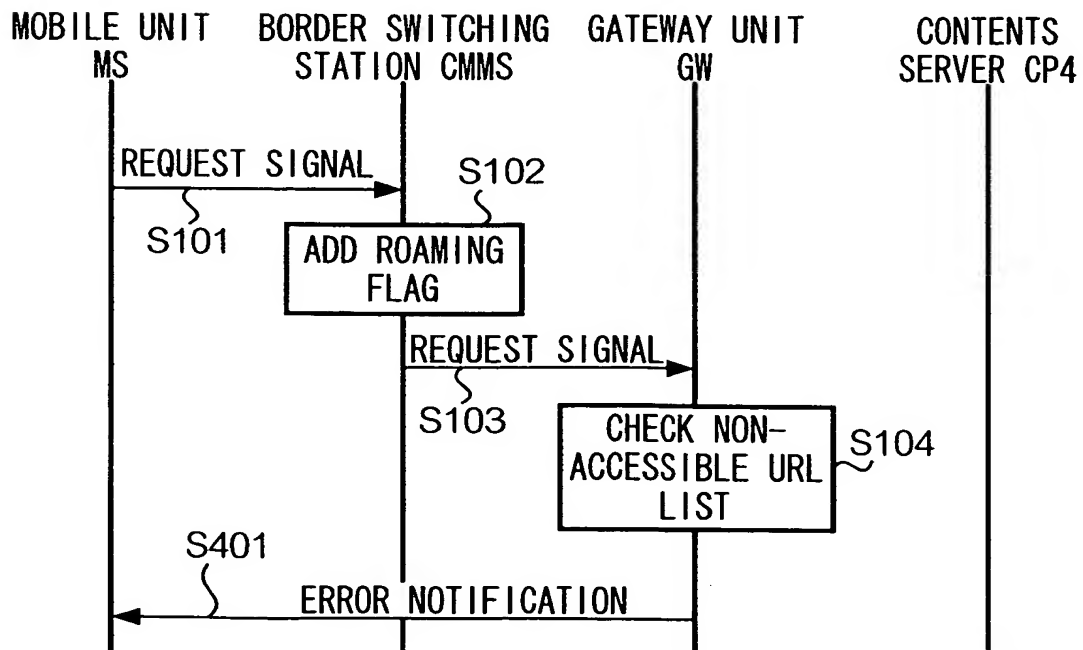 MOBILE UNIT
MS
BORDER SWITCHING
STATION CMMS
GATEWAY UNIT
GW
CONTENTS
SERVER CP4
REQUEST SIGNAL
S101
S102
ADD ROAMING
FLAG
REQUEST SIGNAL
S103
CHECK NON-
ACCESSIBLE URL
LIST
S104
S401
ERROR NOTIFICATION